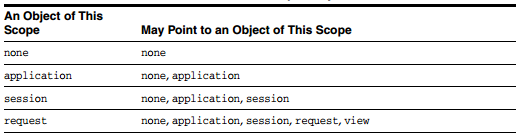 An Object of This
Scope May Point to an Object of This Scope
none none
application none, application
session none, application, session
request none, application, session, request, view